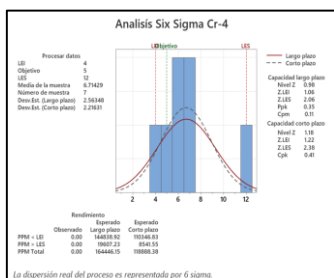 Analisis Six Sigma Cr-4
Procesar datos
LEI 4
Objetivo 5
LES 12
Media de la muestra 6.71429
Número de muestra 7
Desv.Est. (Largo plazo) 2.56348
Desv.Est. (Corto plazo) 2.21631
LEI Objetivo LES
Largo plazo
Corto plazo
Capacidad largo plazo
Nivel Z 0.98
Z.LEI 1.06
Z.LES 2.06
Ppk 0.35
Cpm 0.11
Capacidad corto plazo
Nivel Z 1.18
Z.LEI 1.22
Z.LES 2.38
Cpk 0.41
2 4 6 8 10 12
Rendimiento
Esperado Esperado
Observado Largo plazo Corto plazo
PPM < LEI 0.00 144838.92 110346.83
PPM > LES 0.00 19607.23 8541.55
PPM Total 0.00 164446.15 118888.38
La dispersión real del proceso es representada por 6 sigma.